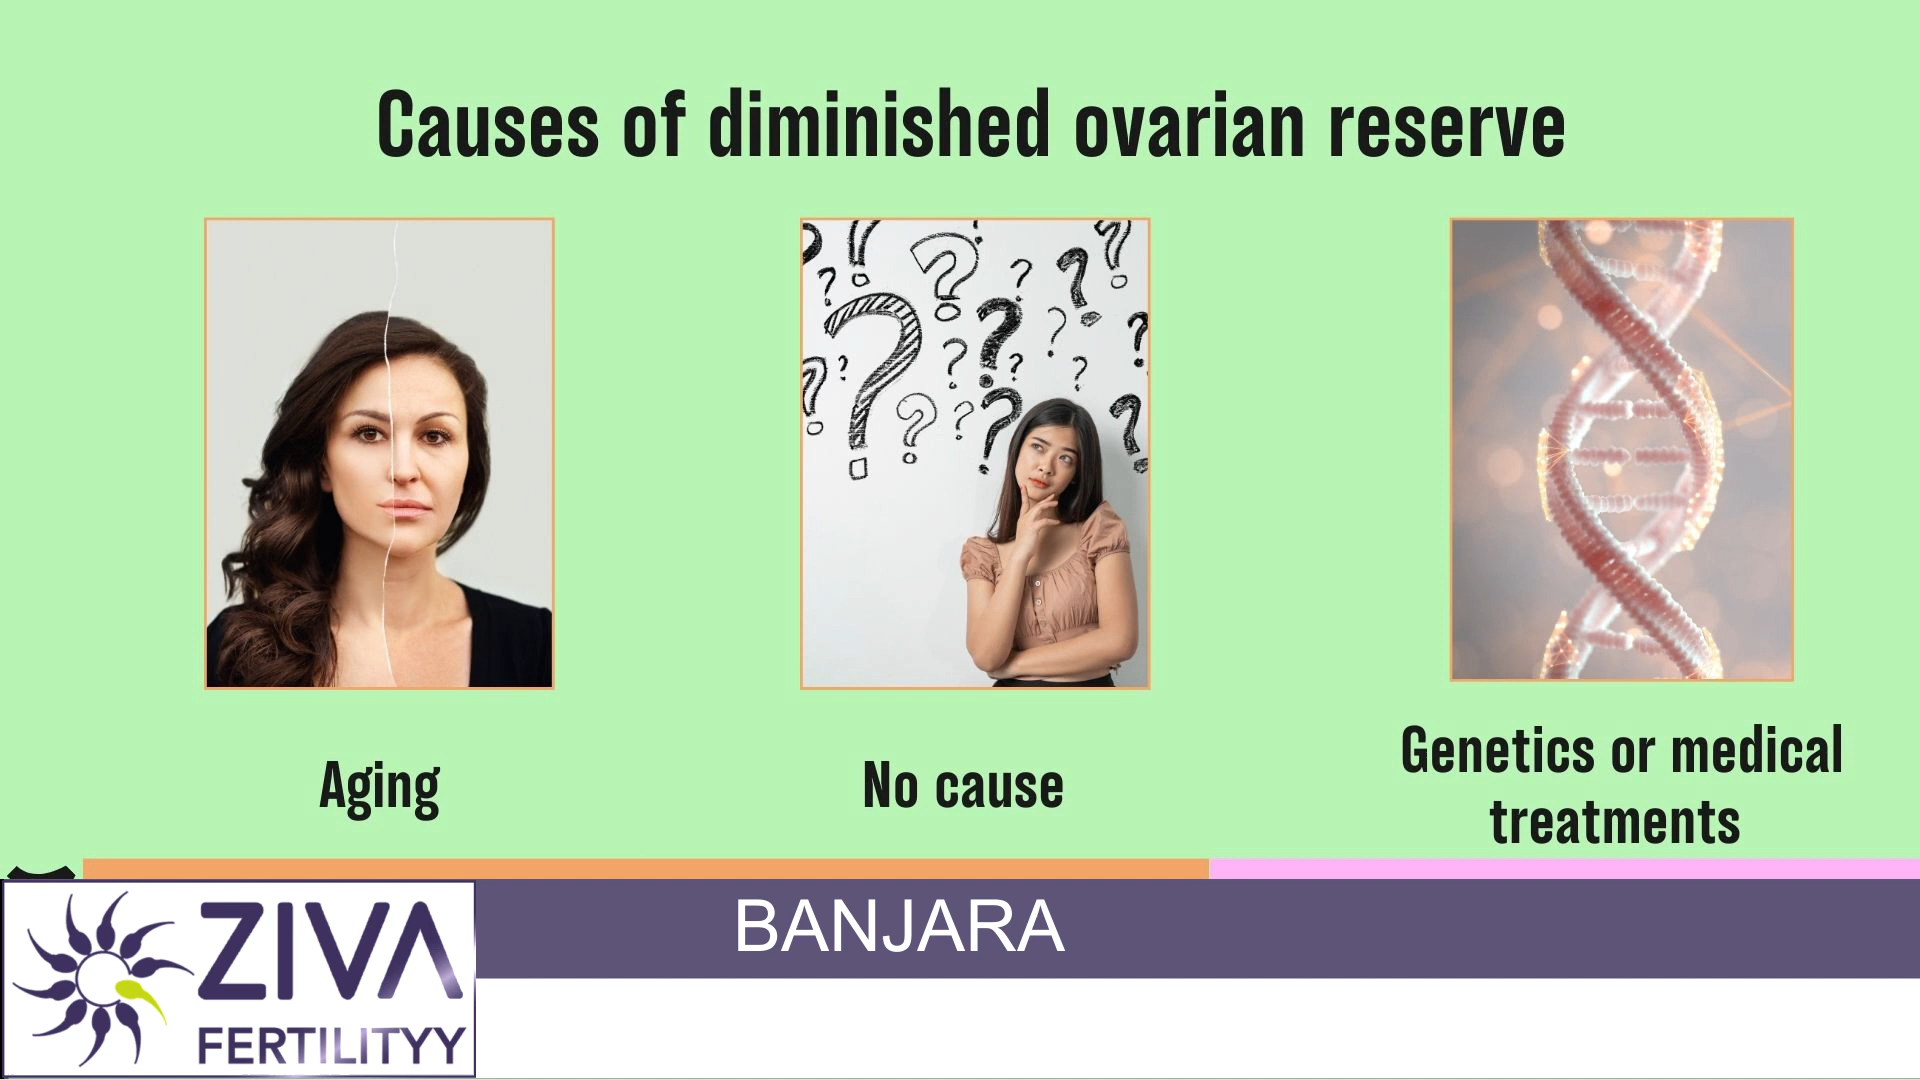 Causes of diminished ovarian reserve
Aging
No cause
Genetics or medical
treatments
BANJARA
ZIVA
FERTILITYY